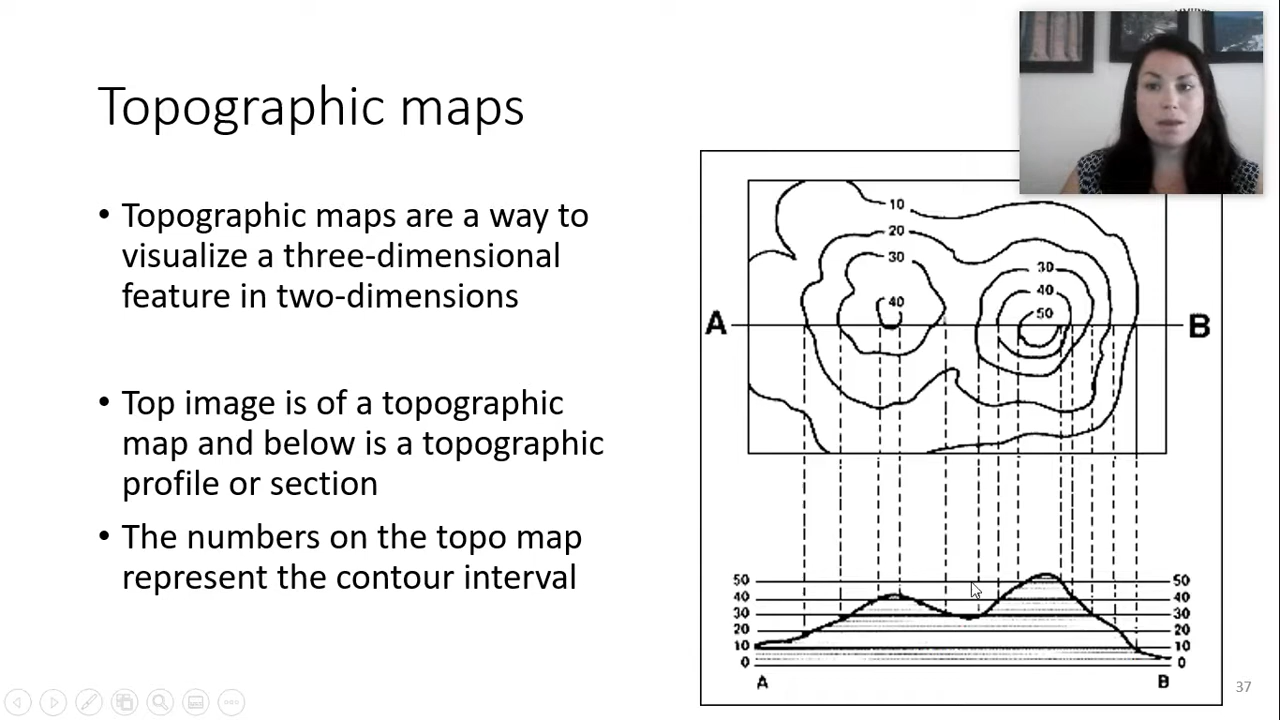 Topographic maps
• Topographic maps are a way to
visualize a three-dimensional
feature in two-dimensions
• Top image is of a topographic
map and below is a topographic
profile or section
• The numbers on the topo map
represent the contour interval
10
20
30
30
40
40
50
A
B
50
50
40
40
30
30
20
20
10
10
0
0
A
B
37